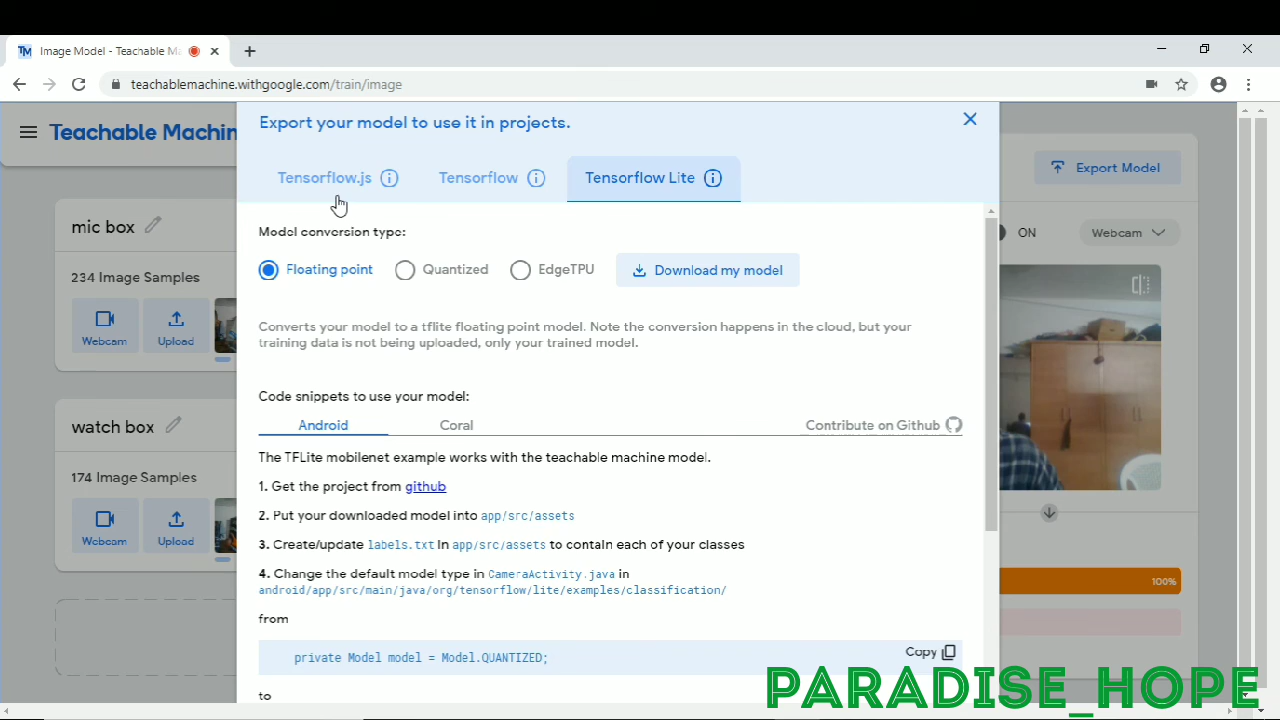 Image Model - Teachable Ma
teachablemachine.withgoogle.com/train/image
Teachable Machin
Export your model to use it in projects.
Export Model
Tensorflow.js
Tensorflow
Tensorflow Lite
mic box
234 Image Samples
Webcam
Upload
Model conversion type:
Floating point
Quantized
EdgeTPU
Download my model
ON
Webcam
Converts your model to a tflite floating point model. Note the conversion happens in the cloud, but your
training data is not being uploaded, only your trained model.
Code snippets to use your model:
Android
Coral
Contribute on Github
watch box
174 Image Samples
Webcam
Upload
The TFLite mobilenet example works with the teachable machine model.
1. Get the project from github
2. Put your downloaded model into app/src/assets
3. Create/update labels.txt in app/src/assets to contain each of your classes
4. Change the default model type in CameraActivity.java in
android/app/src/main/java/org/tensorflow/lite/examples/classification/
from
private Model model = Model.QUANTIZED;
Copy
to
100%
PARADISE_HOPE